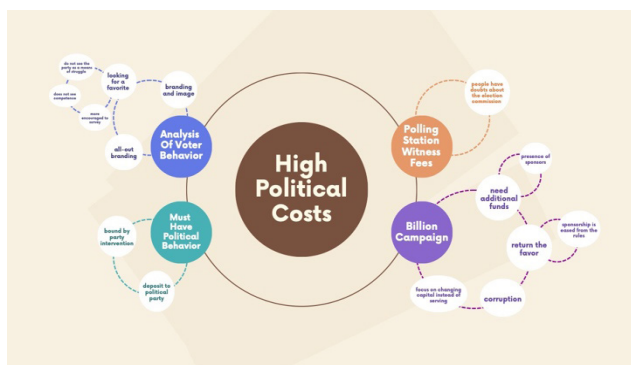 High
Political
Costs
Analysis
Of Voter
Behavior
branding
and image
looking
for a
favorite
do not see the
party as a means
of struggle
does not see
competence
more
encouraged to
survey
all-out
branding
Must
Have
Political
Behavior
bound by
party
intervention
deposit to
political
party
Polling
Station
Witness
Fees
people have
doubts about
the election
commission
Billion
Campaign
need
additional
funds
presence of
sponsors
return the
favor
sponsorship is
eased from the
rules
corruption
focus on changing
capital instead of
serving